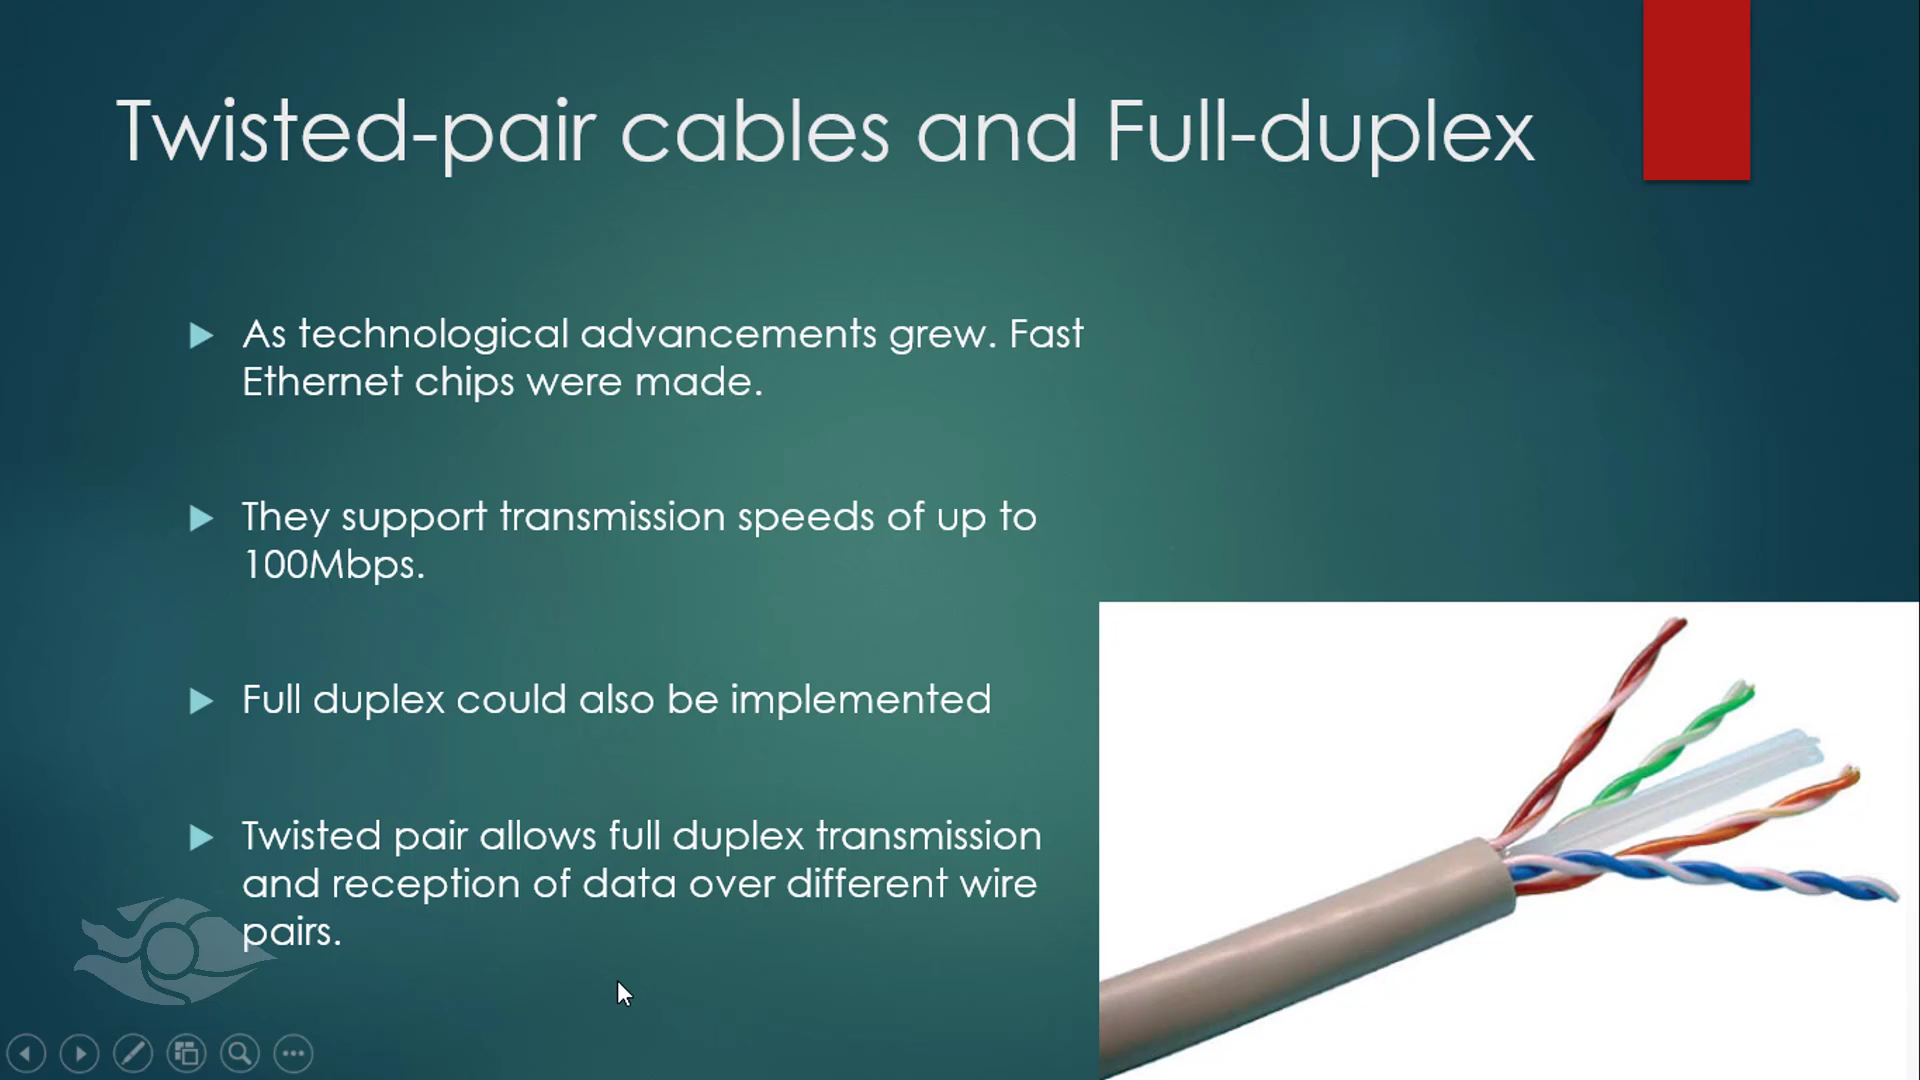 Twisted-pair cables and Full-duplex
As technological advancements grew. Fast
Ethernet chips were made.
They support transmission speeds of up to
100Mbps.
Full duplex could also be implemented
Twisted pair allows full duplex transmission
and reception of data over different wire
pairs.